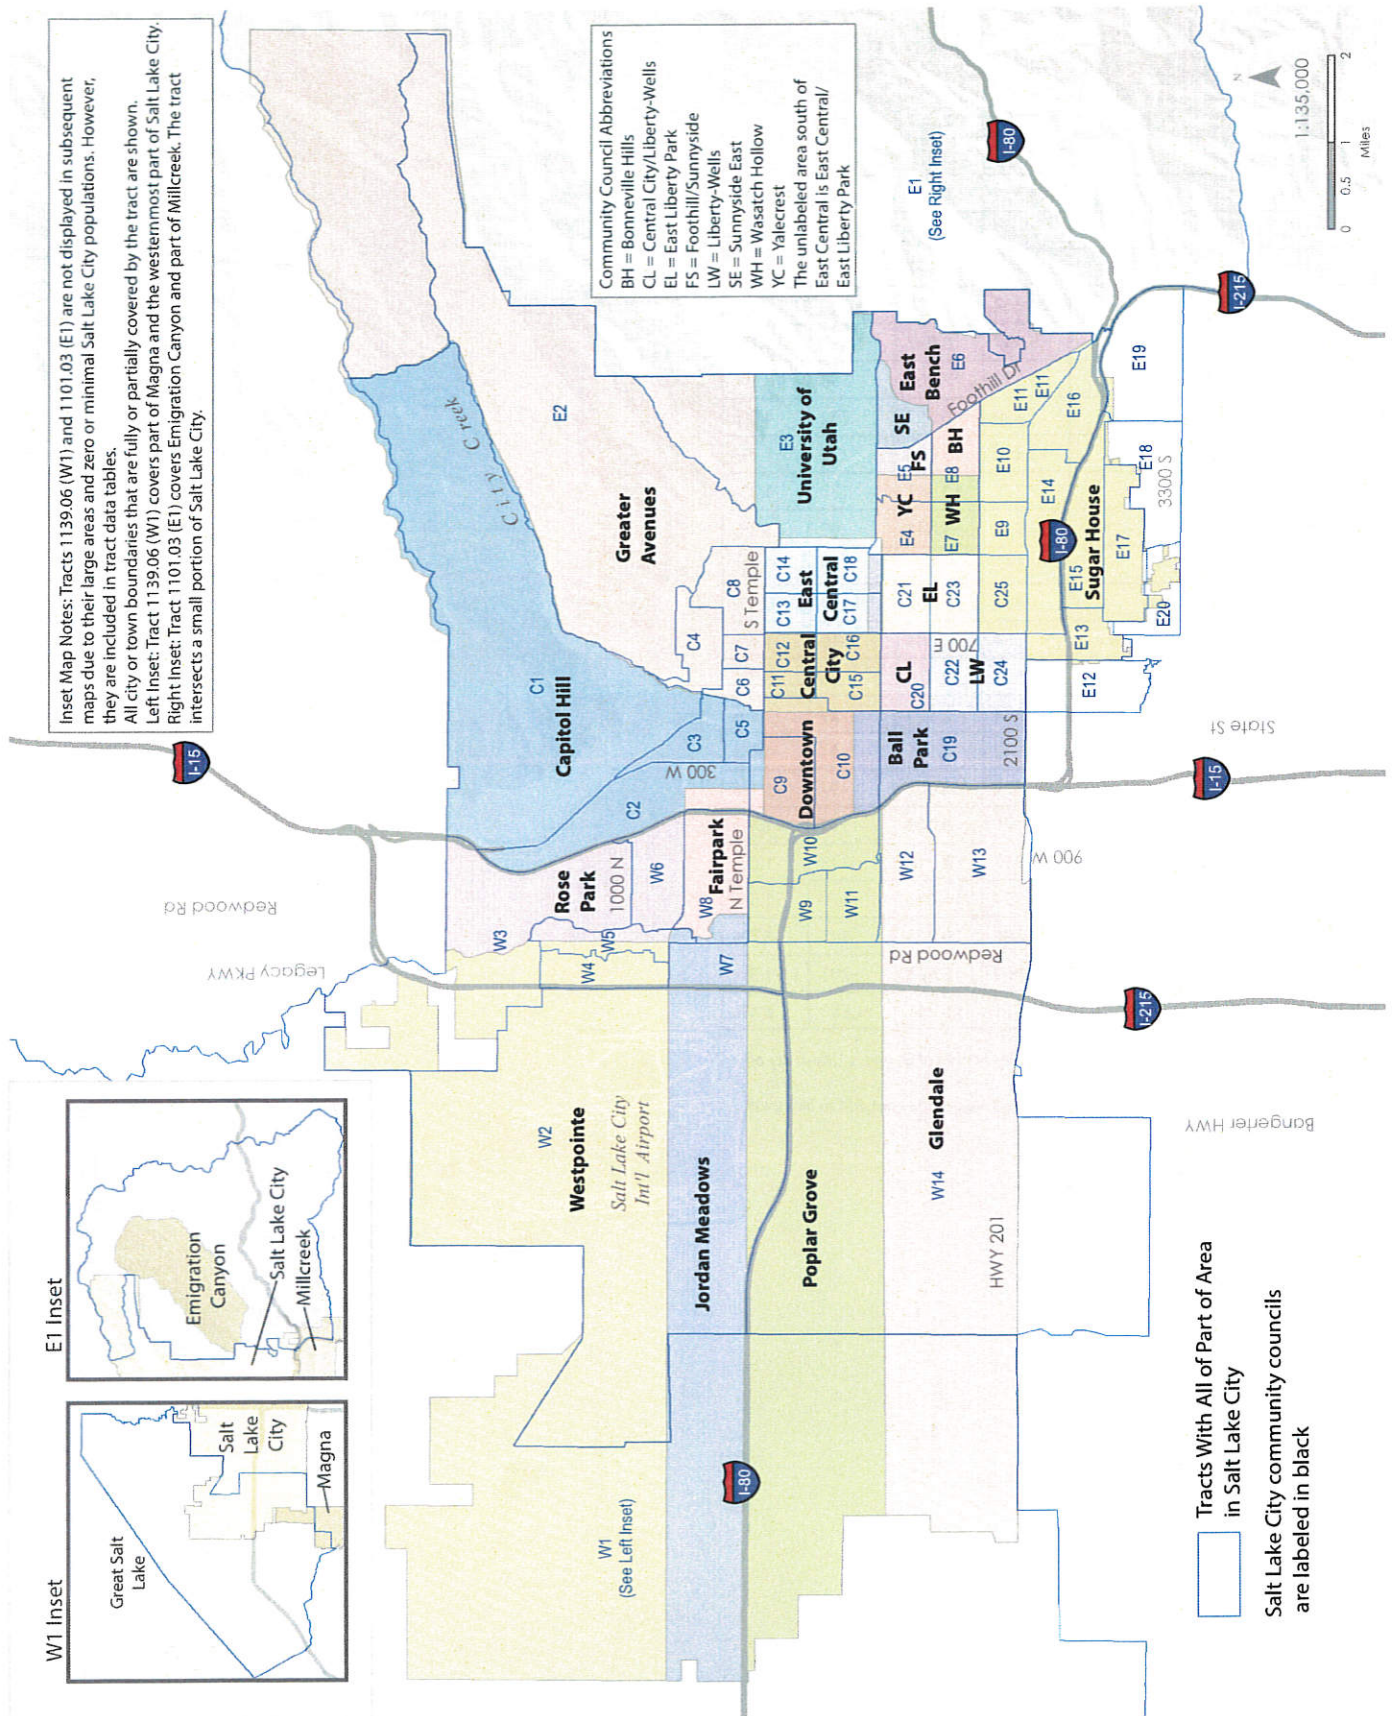 W1 Inset
Great Salt
Lake
Salt
Lake
City
Magna
E1 Inset
Emigration
Canyon
Salt Lake City
Millcreek
Inset Map Notes: Tracts 1139.06 (W1) and 1101.03 (E1) are not displayed in subsequent
maps due to their large areas and zero or minimal Salt Lake City populations. However,
they are included in tract data tables.
All city or town boundaries that are fully or partially covered by the tract are shown.
Left Inset: Tract 1139.06 (W1) covers part of Magna and the westernmost part of Salt Lake City.
Right Inset: Tract 1101.03 (E1) covers Emigration Canyon and part of Millcreek. The tract
intersects a small portion of Salt Lake City.
Community Council Abbreviations
BH = Bonneville Hills
CL = Central City/Liberty-Wells
EL = East Liberty Park
FS = Foothill/Sunnyside
LW = Liberty-Wells
SE = Sunnyside East
WH = Wasatch Hollow
YC = Yalecrest
The unlabeled area south of
East Central is East Central/
East Liberty Park
I-15
Redwood Rd
Legacy PKWY
W1
(See Left Inset)
W2
Westpointe
Salt Lake City
Int'l Airport
W3
W4
W5
Rose
Park
1000 N
W6
Capitol Hill
C1
C2
C3
C5
300 W
City Creek
E2
Greater
Avenues
C4
C6
C7
C8
S Temple
Jordan Meadows
W7
W8
Fairpark
N Temple
I-80
Poplar Grove
W9
W10
W11
Downtown
C9
C10
Central
City
C11
C12
C15
C16
East
Central
C13
C14
C17
C18
E3
University of
Utah
Glendale
W14
HWY 201
Redwood Rd
W12
W13
900 W
Ball
Park
C19
2100 S
CL
C20
C22
700 E
LW
C24
C21
EL
C23
C25
YC
E4
E5
FS
SE
East
Bench
E6
Foothill Dr
E7
WH
E8
BH
E9
E10
E11
E11
E16
E14
I-80
E15
Sugar House
E13
E12
E17
E18
E19
E20
3300 S
E1
(See Right Inset)
I-80
I-215
I-215
I-15
State St
Bangerter HWY
N
1:135,000
0
0.5
1
2
Miles
Tracts With All of Part of Area
in Salt Lake City
Salt Lake City community councils
are labeled in black